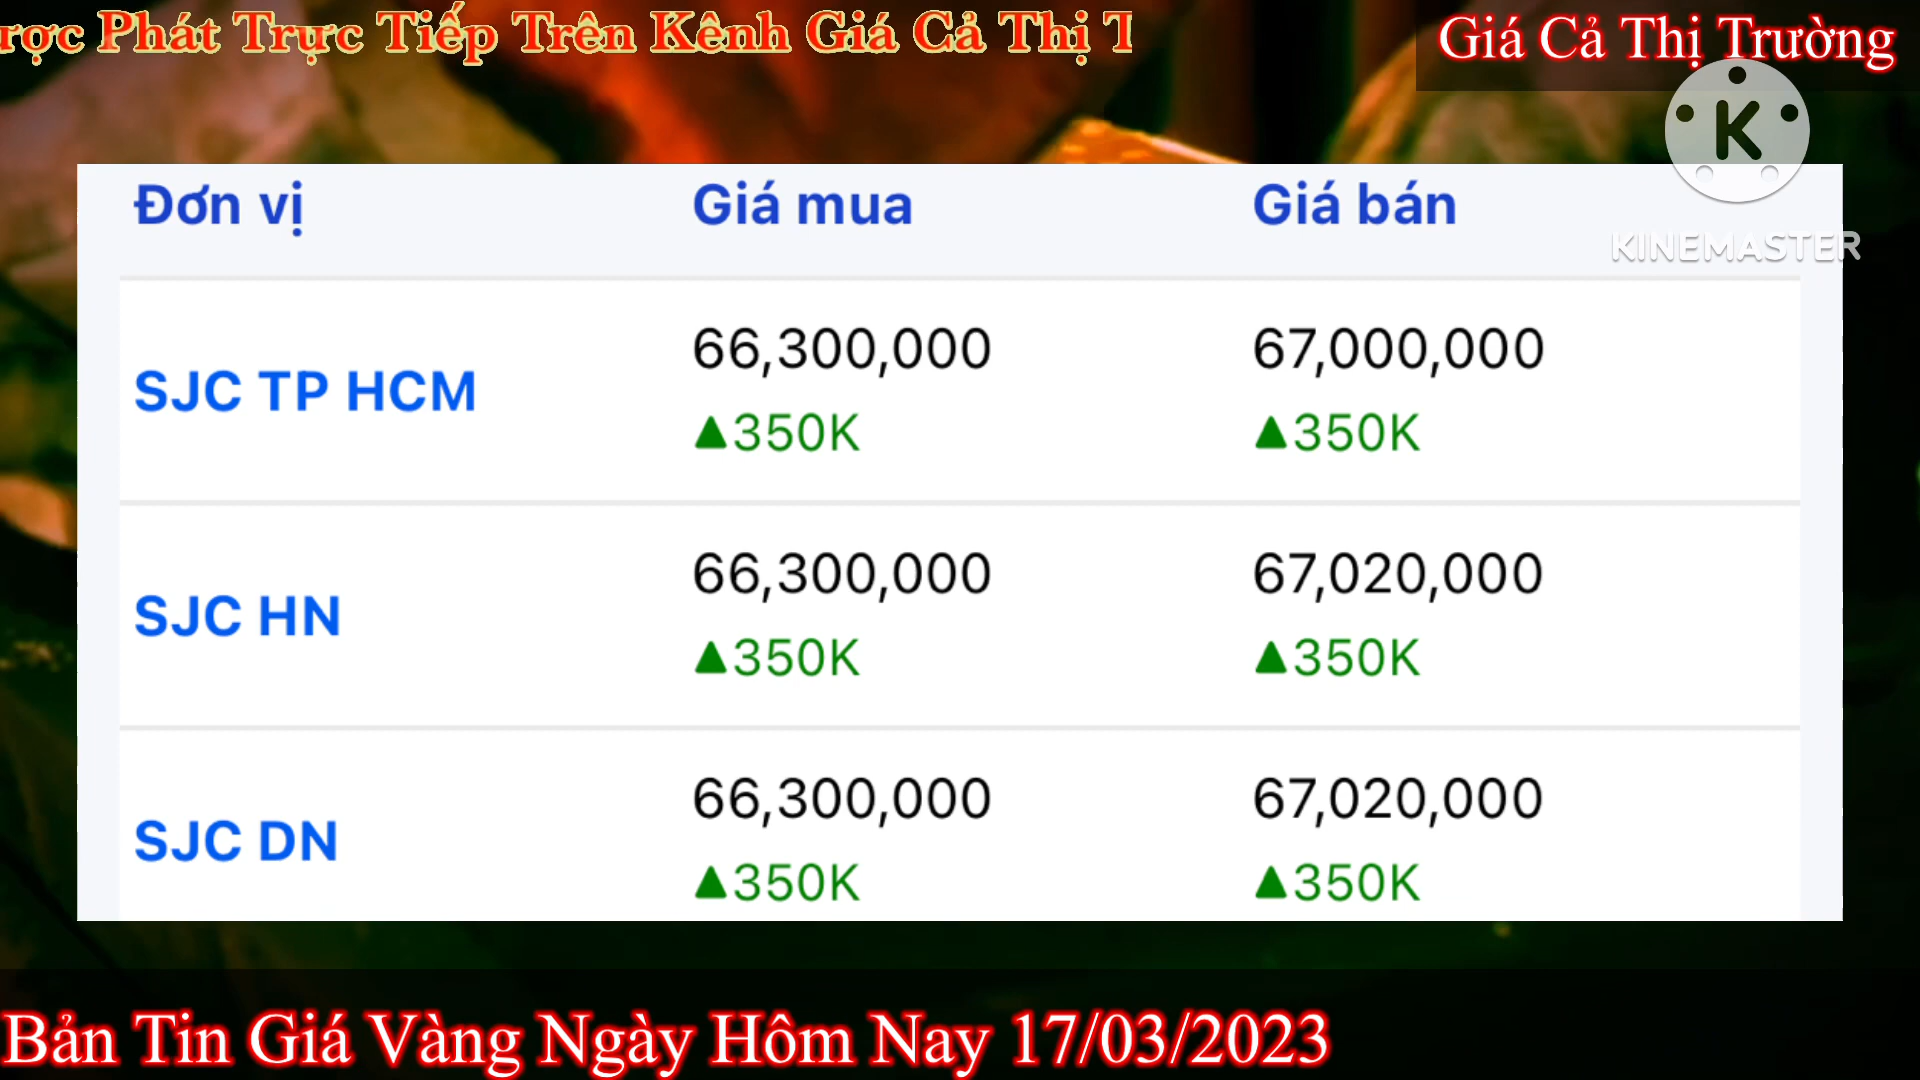 Phát Trực Tiếp Trên Kênh Giá Cả Thị
Giá Cả Thị Trường
K
KINEMASTER
Đơn vị Giá mua Giá bán
66,300,000 67,000,000
SJC TP HCM
▲350K ▲350K
66,300,000 67,020,000
SJC HN
▲350K ▲350K
66,300,000 67,020,000
SJC DN
▲350K ▲350K
Bản Tin Giá Vàng Ngày Hôm Nay 17/03/2023